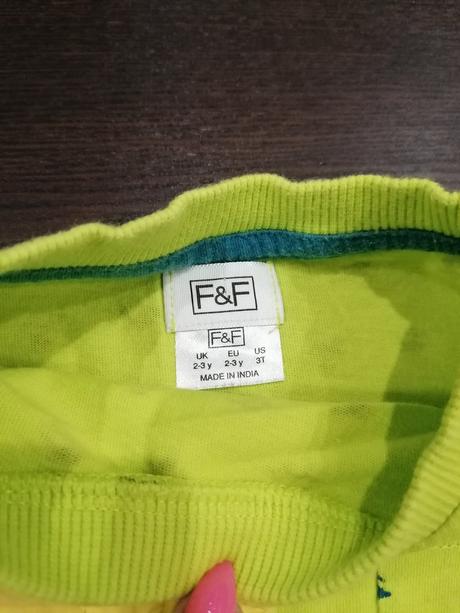 F&F
F&F
UK EU US
2-3 y 2-3 y 3T
MADE IN INDIA